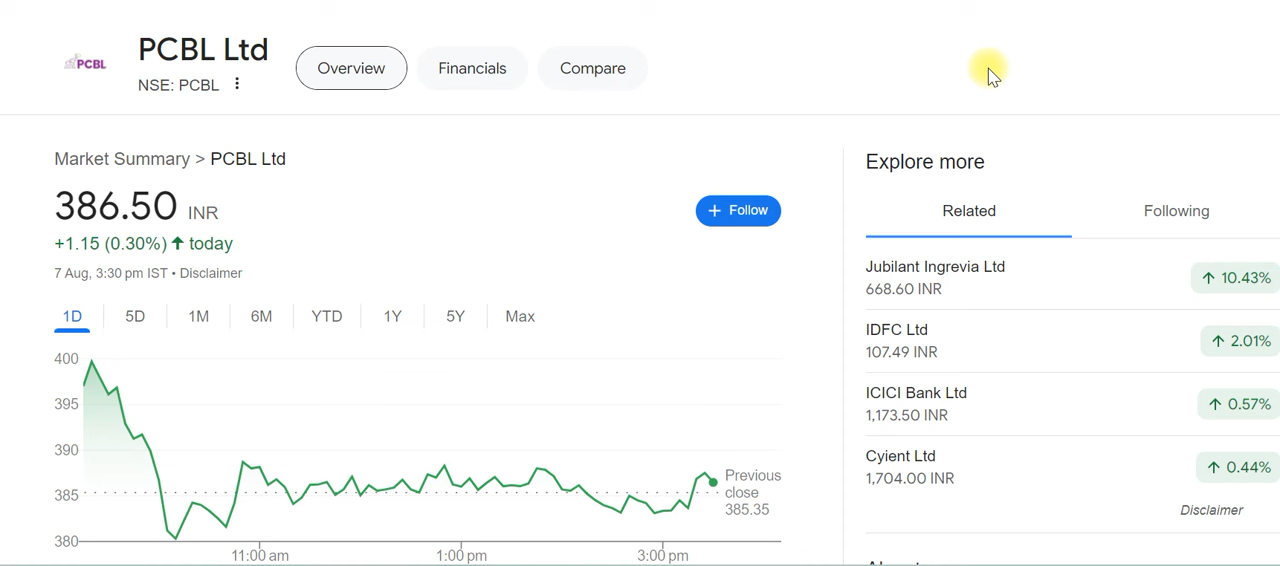 PCBL Ltd
PCBL
NSE: PCBL
Overview
Financials
Compare
Market Summary > PCBL Ltd
386.50 INR
+1.15 (0.30%) ↑ today
7 Aug, 3:30 pm IST • Disclaimer
+ Follow
1D 5D 1M 6M YTD 1Y 5Y Max
400
395
390
385
380
11:00 am 1:00 pm 3:00 pm
Previous
close
385.35
Explore more
Related Following
Jubilant Ingrevia Ltd
668.60 INR
↑ 10.43%
IDFC Ltd
107.49 INR
↑ 2.01%
ICICI Bank Ltd
1,173.50 INR
↑ 0.57%
Cyient Ltd
1,704.00 INR
↑ 0.44%
Disclaimer